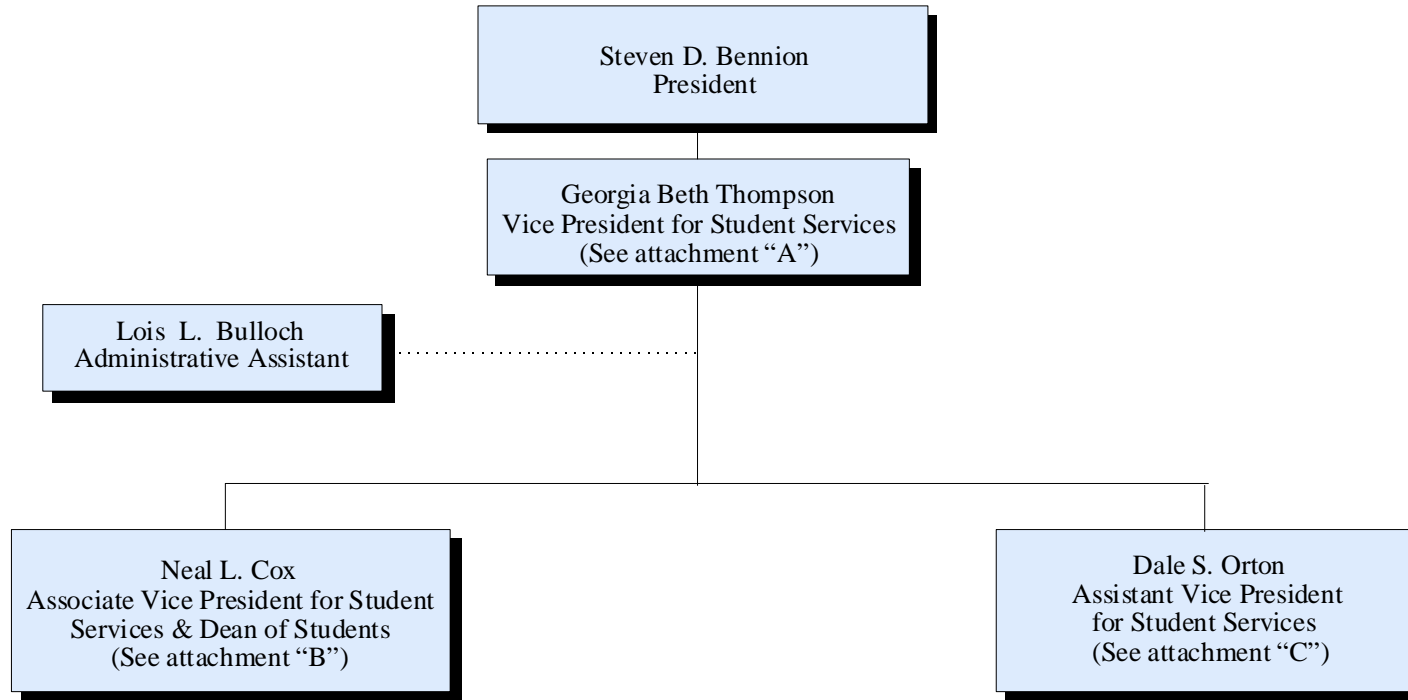 Steven D. Bennion
President
Georgia Beth Thompson
Vice President for Student Services
(See attachment “A”)
Lois L. Bulloch
Administrative Assistant
Neal L. Cox
Associate Vice President for Student
Services & Dean of Students
(See attachment “B”)
Dale S. Orton
Assistant Vice President
for Student Services
(See attachment “C”)